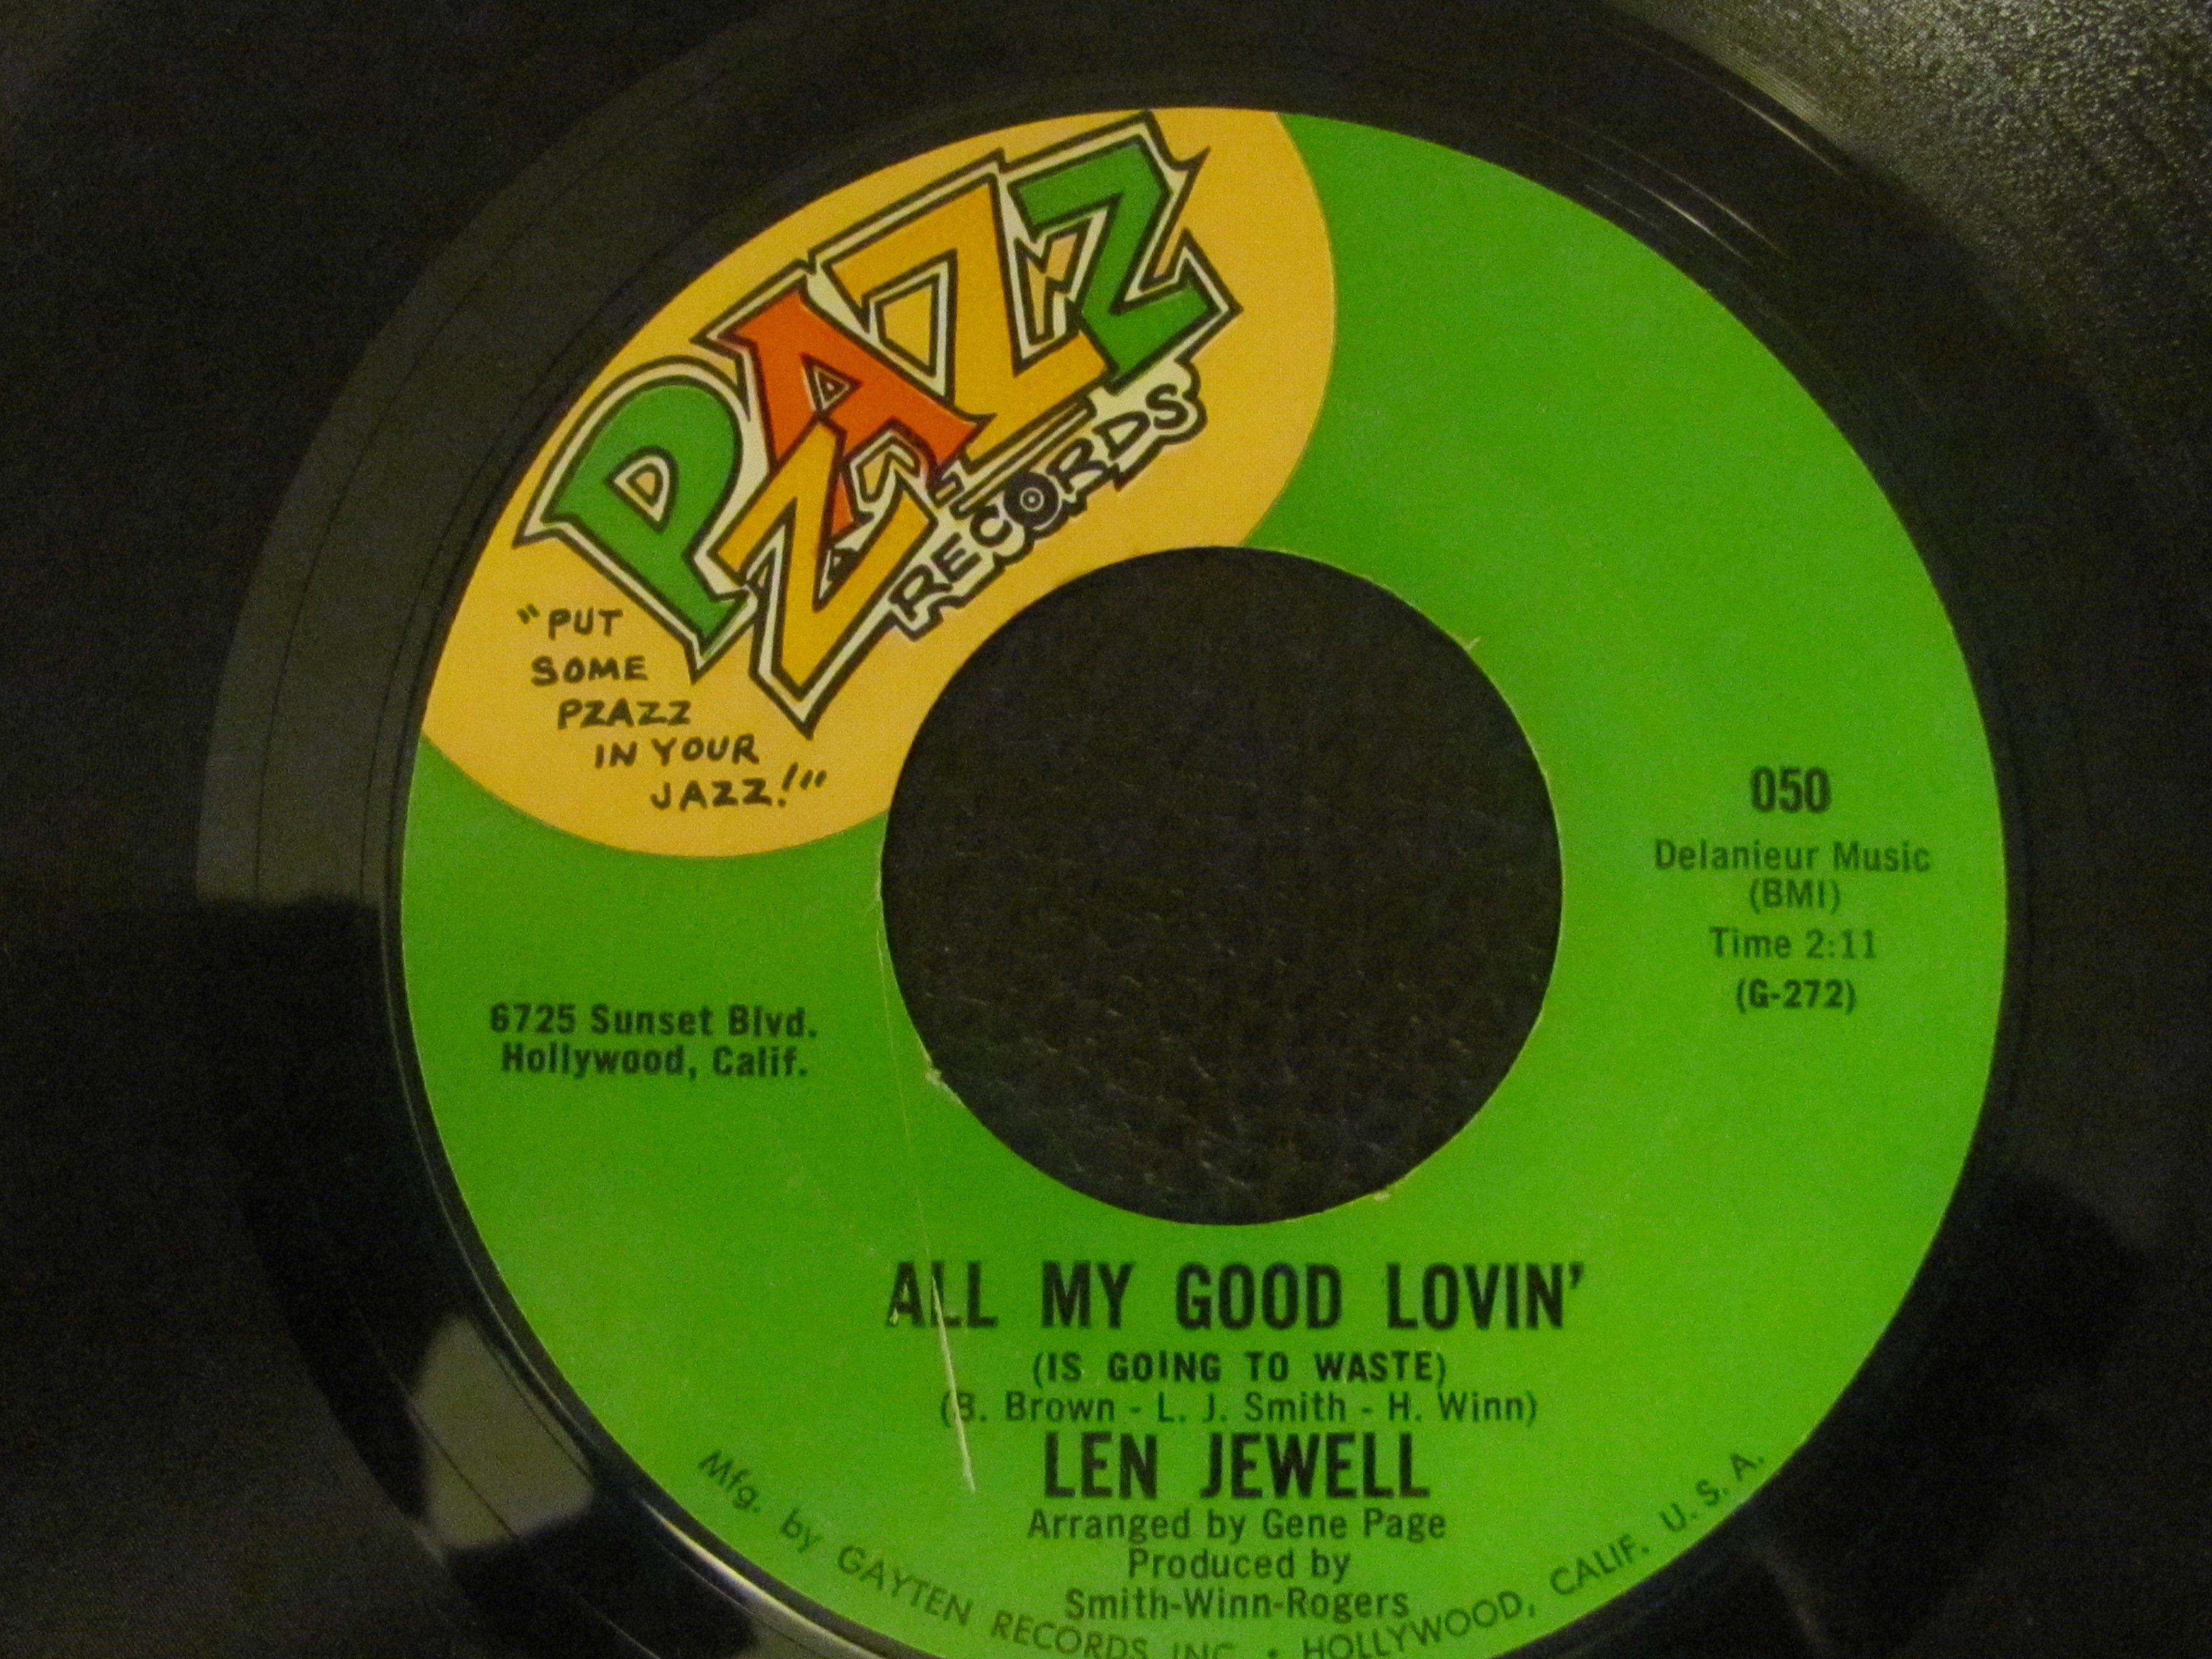 PZAZZ
RECORDS
"PUT
SOME
PZAZZ
IN YOUR
JAZZ!"
6725 Sunset Blvd.
Hollywood, Calif.
050
Delanieur Music
(BMI)
Time 2:11
(G-272)
ALL MY GOOD LOVIN'
(IS GOING TO WASTE)
(B. Brown - L. J. Smith - H. Winn)
LEN JEWELL
Arranged by Gene Page
Produced by
Smith-Winn-Rogers
Mfg. by GAYTEN RECORDS, INC. • HOLLYWOOD, CALIF. U. S. A.